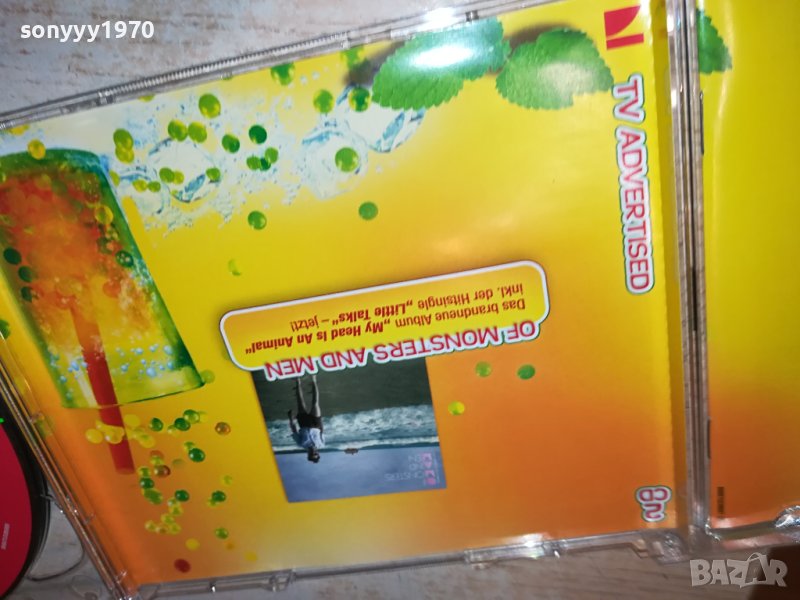 sonyyy1970
TV ADVERTISED
OF MONSTERS AND MEN
Das brandneue Album „My Head Is An Animal“
inkl. der Hitsingle „Little Talks“ – jetzt!
BAZAR